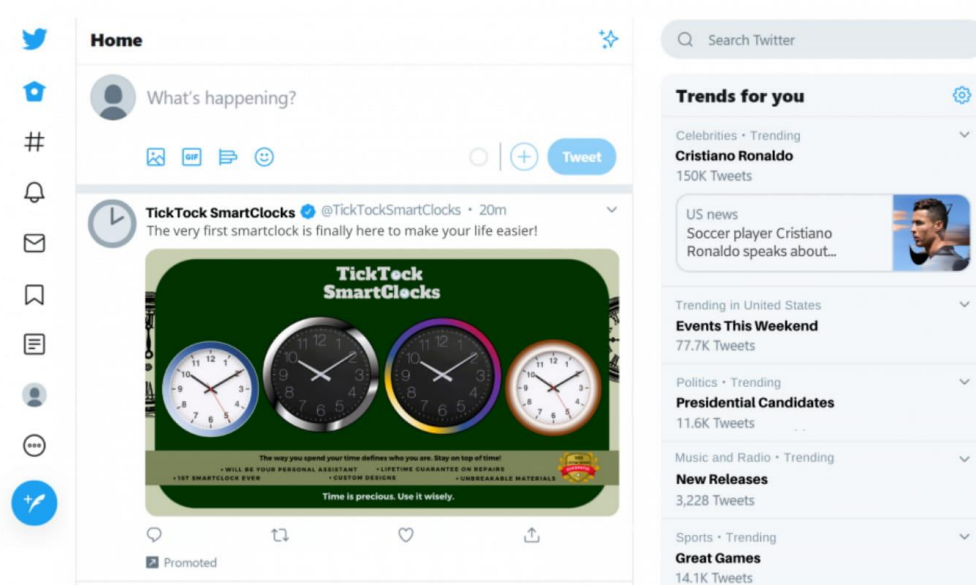 Home
What's happening?
GIF
Tweet
TickTock SmartClocks @TickTockSmartClocks · 20m
The very first smartclock is finally here to make your life easier!
TickTock
SmartClocks
The way you spend your time defines who you are. Stay on top of time!
• WILL BE YOUR PERSONAL ASSISTANT • LIFETIME GUARANTEE ON REPAIRS
• 1ST SMARTCLOCK EVER • CUSTOM DESIGNS • UNBREAKABLE MATERIALS
Time is precious. Use it wisely.
Promoted
Search Twitter
Trends for you
Celebrities • Trending
Cristiano Ronaldo
150K Tweets
US news
Soccer player Cristiano
Ronaldo speaks about...
Trending in United States
Events This Weekend
77.7K Tweets
Politics • Trending
Presidential Candidates
11.6K Tweets
Music and Radio • Trending
New Releases
3,228 Tweets
Sports • Trending
Great Games
14.1K Tweets